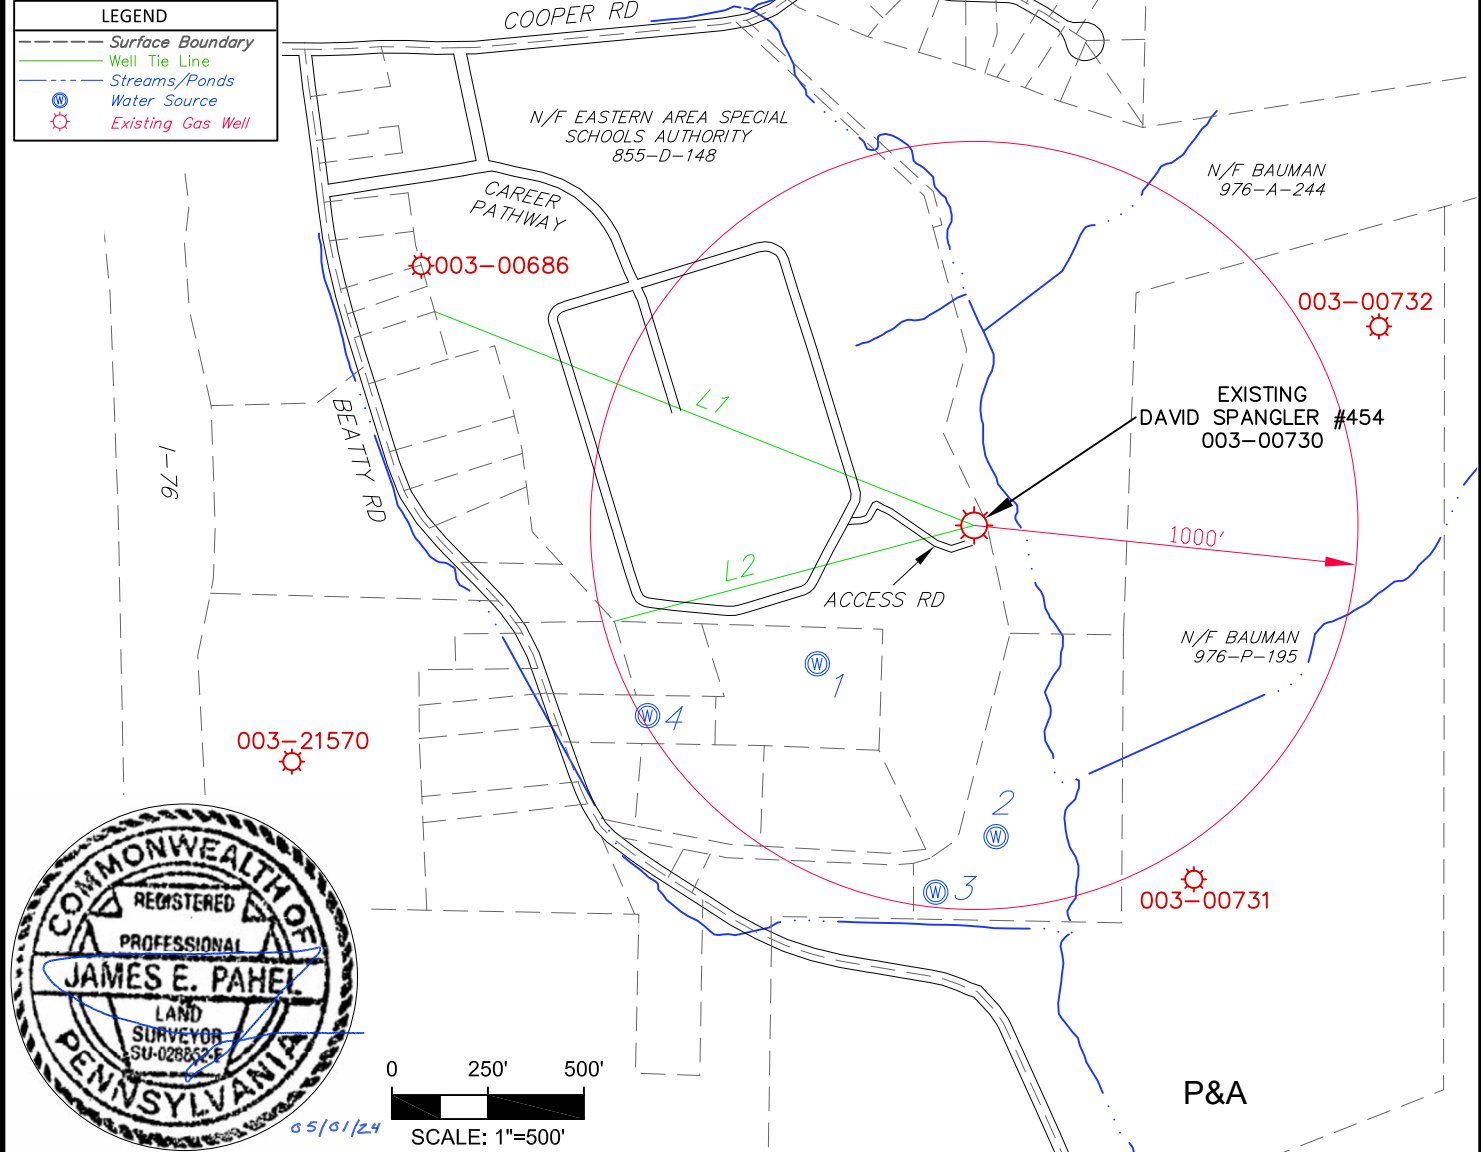 LEGEND
Surface Boundary
Well Tie Line
Streams/Ponds
W Water Source
Existing Gas Well
COOPER RD
N/F EASTERN AREA SPECIAL
SCHOOLS AUTHORITY
855-D-148
N/F BAUMAN
976-A-244
CAREER
PATHWAY
003-00686
003-00732
EXISTING
DAVID SPANGLER #454
003-00730
L1
BEATTY RD
I-76
1000'
L2
ACCESS RD
N/F BAUMAN
976-P-195
W 1
W 4
003-21570
2
W
W 3
003-00731
COMMONWEALTH OF
REGISTERED
PROFESSIONAL
JAMES E. PAHEL
LAND
SURVEYOR
SU-028852-E
PENNSYLVANIA
05/01/24
0 250' 500'
SCALE: 1"=500'
P&A